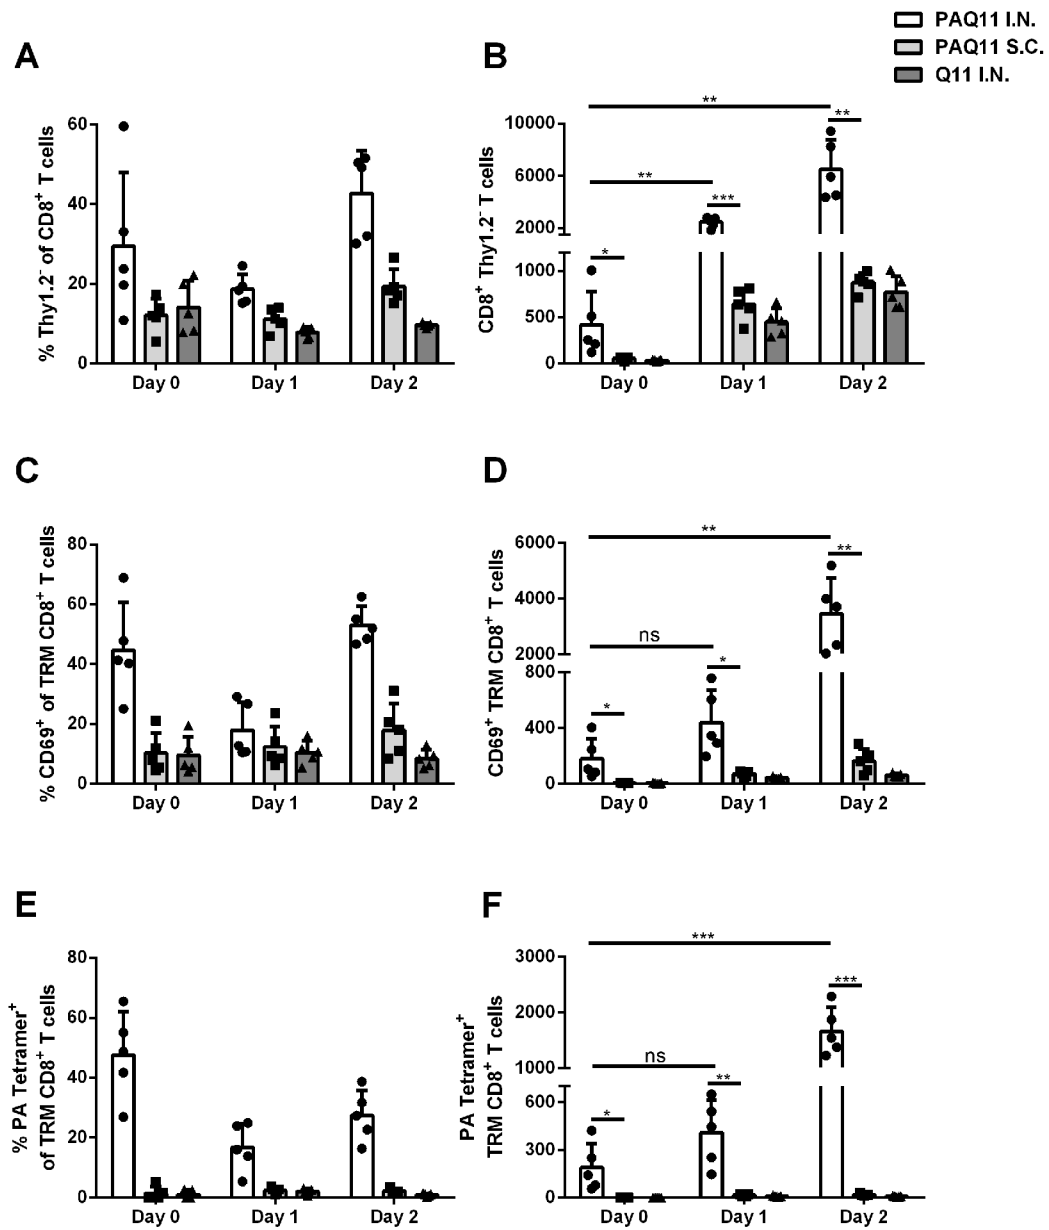 PAQ11 I.N.
PAQ11 S.C.
Q11 I.N.
A
% Thy1.2⁻ of CD8⁺ T cells
60
40
20
0
Day 0
Day 1
Day 2
B
CD8⁺ Thy1.2⁻ T cells
10000
6000
2000
1000
500
0
**
**
**
***
*
Day 0
Day 1
Day 2
C
% CD69⁺ of TRM CD8⁺ T cells
80
60
40
20
0
Day 0
Day 1
Day 2
D
CD69⁺ TRM CD8⁺ T cells
6000
4000
2000
800
400
0
**
**
ns
*
*
Day 0
Day 1
Day 2
E
% PA Tetramer⁺
of TRM CD8⁺ T cells
80
60
40
20
0
Day 0
Day 1
Day 2
F
PA Tetramer⁺
TRM CD8⁺ T cells
3000
2000
1000
600
300
0
***
***
ns
**
*
Day 0
Day 1
Day 2